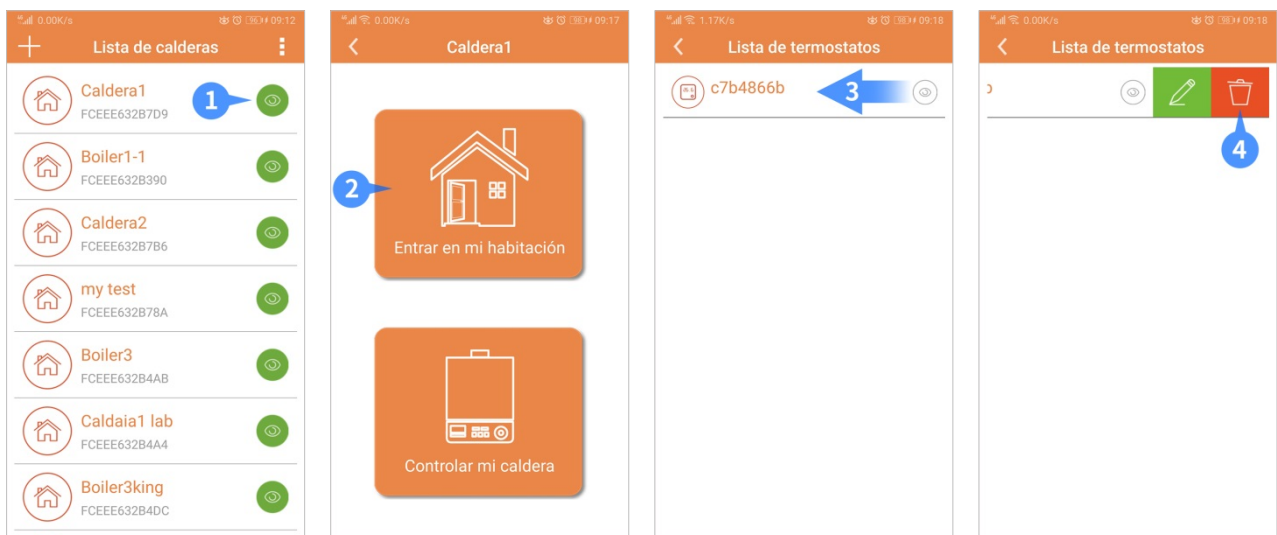 0.00K/s 09:12
Lista de calderas
Caldera1
FCEEE632B7D9
1
Boiler1-1
FCEEE632B390
Caldera2
FCEEE632B7B6
my test
FCEEE632B78A
Boiler3
FCEEE632B4AB
Caldaia1 lab
FCEEE632B4A4
Boiler3king
FCEEE632B4DC
0.00K/s 09:17
Caldera1
2
Entrar en mi habitación
Controlar mi caldera
1.17K/s 09:18
Lista de termostatos
c7b4866b
3
0.00K/s 09:18
Lista de termostatos
4